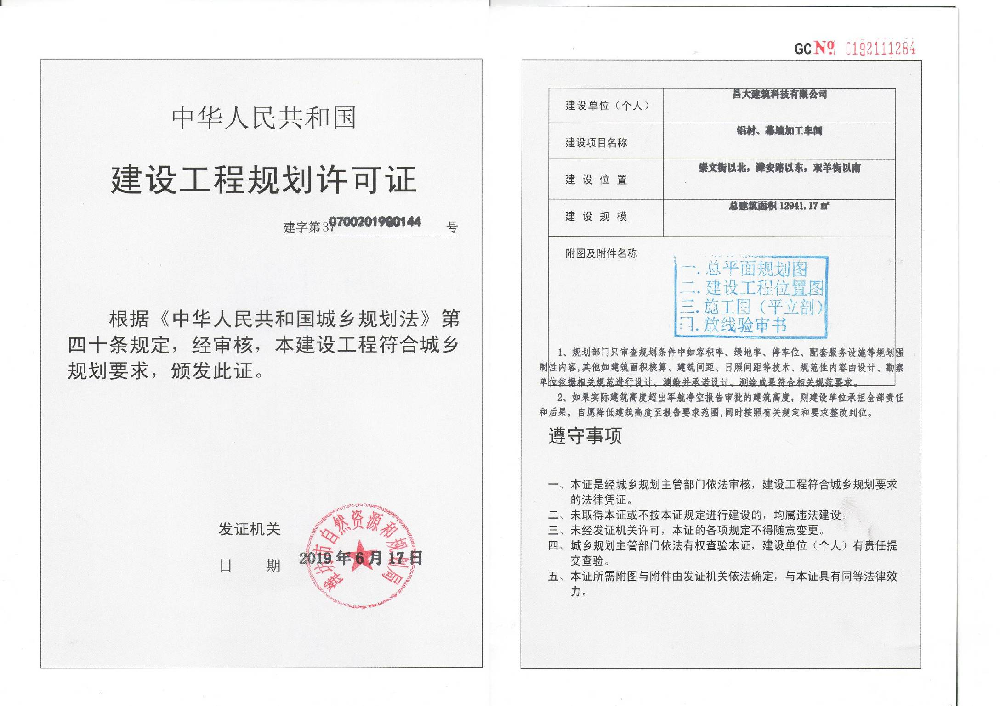 中华人民共和国
建设工程规划许可证
建字第37 07002019Q0144 号
根据《中华人民共和国城乡规划法》第
四十条规定，经审核，本建设工程符合城乡
规划要求，颁发此证。
发证机关
潍坊市自然资源和规划局
日 期 2019年6月17日
GC № 0192111284
建设单位（个人） 昌大建筑科技有限公司
建设项目名称 铝材、幕墙加工车间
建设位置 崇文街以北，潍安路以东，双羊街以南
建设规模 总建筑面积12941.17㎡
附图及附件名称
一.总平面规划图
二.建设工程位置图
三.施工图（平立剖）
四.放线验审书
1、规划部门只审查规划条件中如容积率、绿地率、停车位、配套服务设施等规划强
制性内容,其他如建筑面积核算、建筑间距、日照间距等技术、规范性内容由设计、勘察
单位依据相关规范进行设计、测绘并承诺设计、测绘成果符合相关规范要求。
2、如果实际建筑高度超出军航净空报告审批的建筑高度，则建设单位承担全部责任
和后果，自愿降低建筑高度至报告要求范围,同时按照有关规定和要求整改到位。
遵守事项
一、本证是经城乡规划主管部门依法审核，建设工程符合城乡规划要求
的法律凭证。
二、未取得本证或不按本证规定进行建设的，均属违法建设。
三、未经发证机关许可，本证的各项规定不得随意变更。
四、城乡规划主管部门依法有权查验本证，建设单位（个人）有责任提
交查验。
五、本证所需附图与附件由发证机关依法确定，与本证具有同等法律效
力。